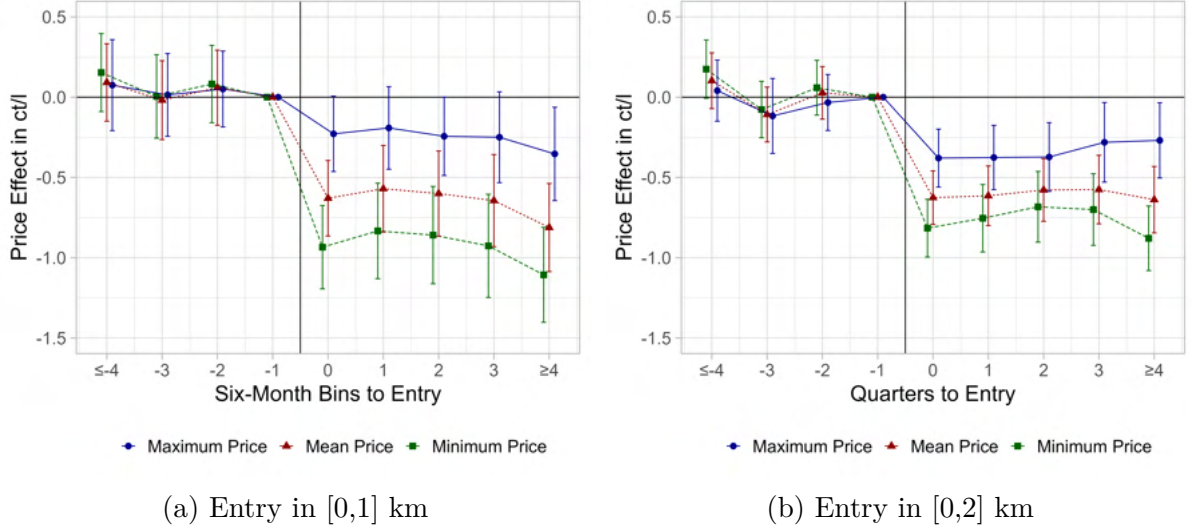 0.5
0.0
-0.5
-1.0
-1.5
Price Effect in ct/l
≤-4 -3 -2 -1 0 1 2 3 ≥4
Six-Month Bins to Entry
Maximum Price Mean Price Minimum Price
(a) Entry in [0,1] km
0.5
0.0
-0.5
-1.0
-1.5
Price Effect in ct/l
≤-4 -3 -2 -1 0 1 2 3 ≥4
Quarters to Entry
Maximum Price Mean Price Minimum Price
(b) Entry in [0,2] km